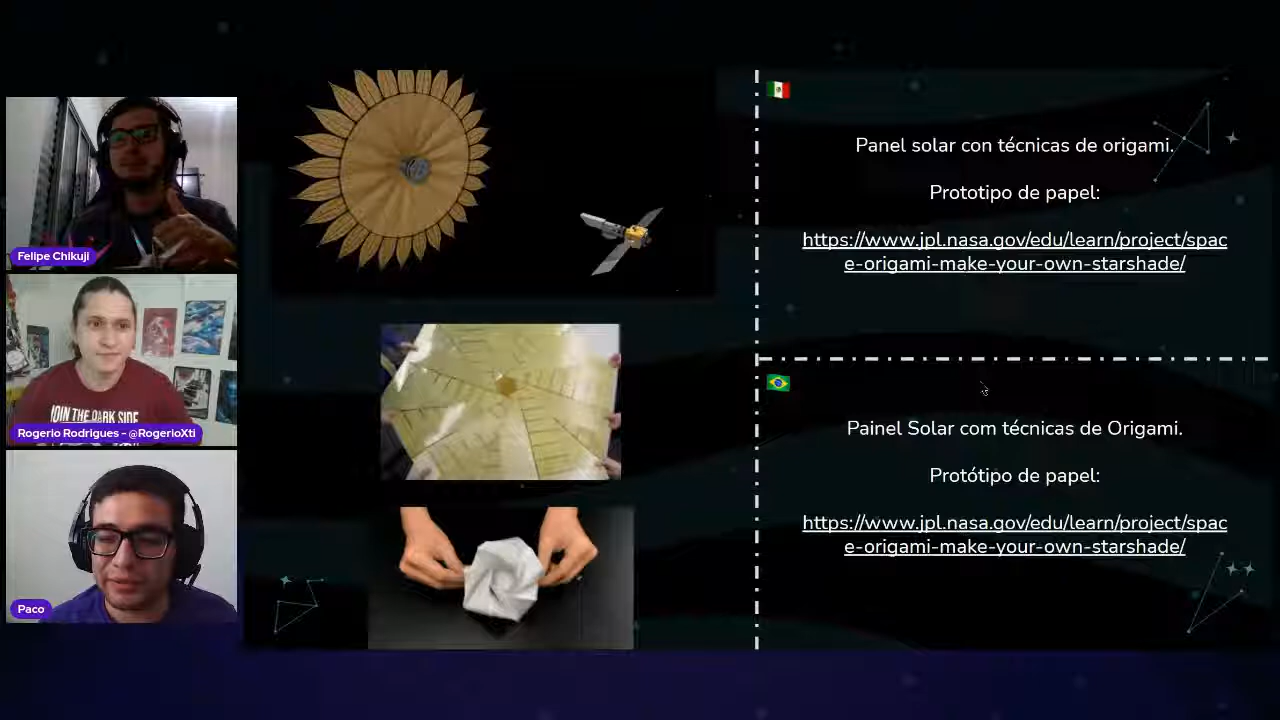 Felipe Chikuji
JOIN THE DARK SIDE
Rogerio Rodrigues - @RogerioXti
Paco
Panel solar con técnicas de origami.
Prototipo de papel:
https://www.jpl.nasa.gov/edu/learn/project/spac
e-origami-make-your-own-starshade/
Painel Solar com técnicas de Origami.
Protótipo de papel:
https://www.jpl.nasa.gov/edu/learn/project/spac
e-origami-make-your-own-starshade/